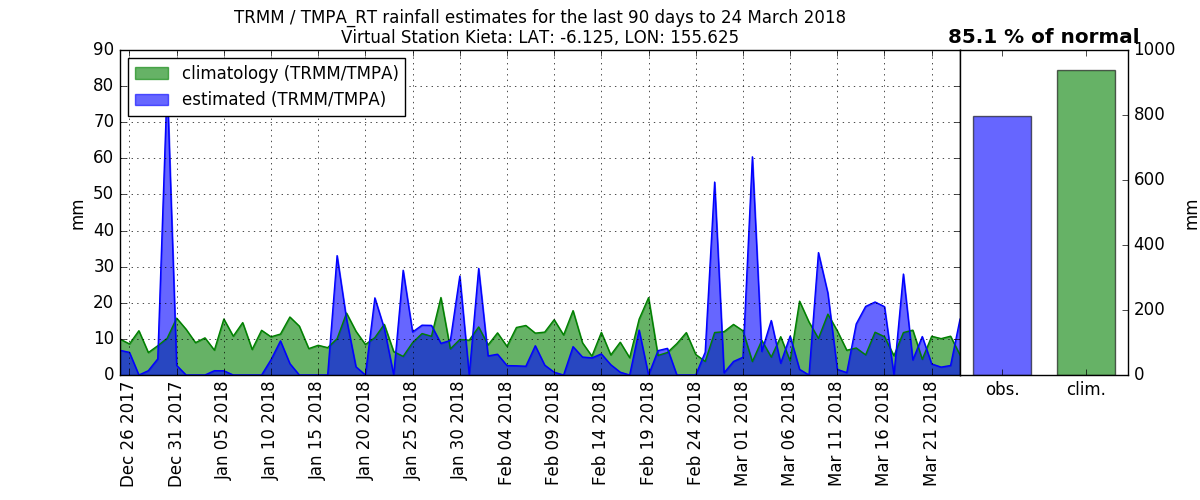 TRMM / TMPA_RT rainfall estimates for the last 90 days to 24 March 2018
Virtual Station Kieta: LAT: -6.125, LON: 155.625
85.1 % of normal
climatology (TRMM/TMPA)
estimated (TRMM/TMPA)
90
80
70
60
50
40
30
20
10
0
mm
1000
800
600
400
200
0
mm
obs.
clim.
Dec 26 2017
Dec 31 2017
Jan 05 2018
Jan 10 2018
Jan 15 2018
Jan 20 2018
Jan 25 2018
Jan 30 2018
Feb 04 2018
Feb 09 2018
Feb 14 2018
Feb 19 2018
Feb 24 2018
Mar 01 2018
Mar 06 2018
Mar 11 2018
Mar 16 2018
Mar 21 2018